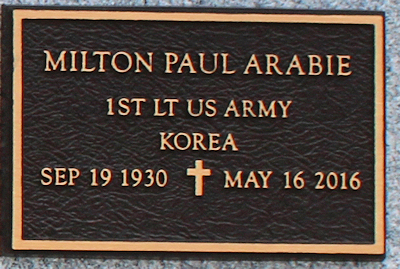 MILTON PAUL ARABIE
1ST LT US ARMY
KOREA
SEP 19 1930 MAY 16 2016